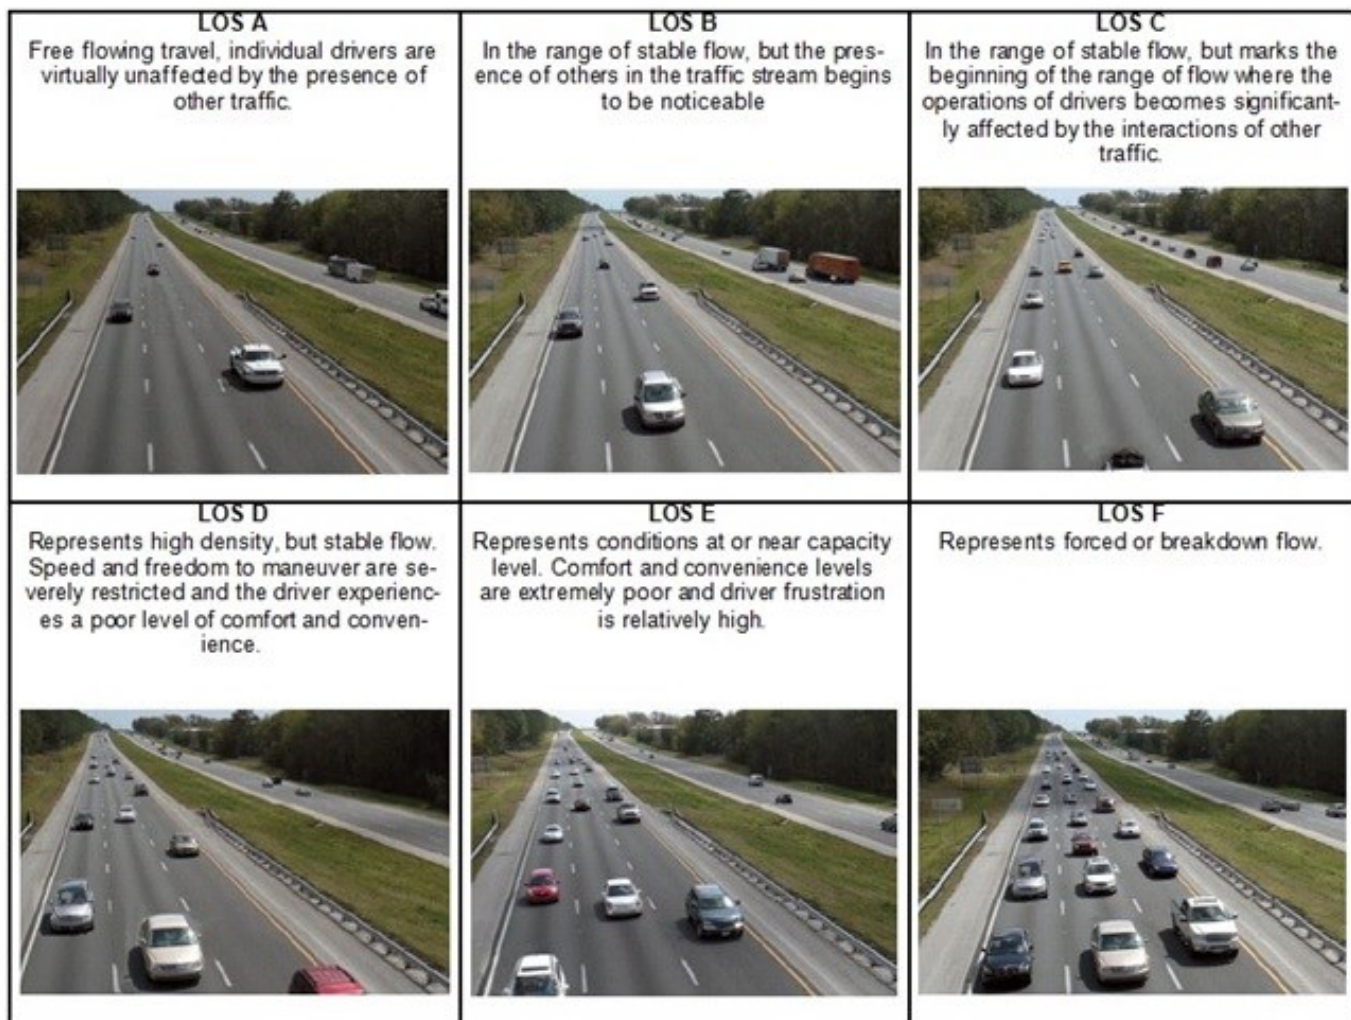 LOS A
Free flowing travel, individual drivers are
virtually unaffected by the presence of
other traffic.
LOS B
In the range of stable flow, but the pres-
ence of others in the traffic stream begins
to be noticeable
LOS C
In the range of stable flow, but marks the
beginning of the range of flow where the
operations of drivers becomes significant-
ly affected by the interactions of other
traffic.
LOS D
Represents high density, but stable flow.
Speed and freedom to maneuver are se-
verely restricted and the driver experienc-
es a poor level of comfort and conven-
ience.
LOS E
Represents conditions at or near capacity
level. Comfort and convenience levels
are extremely poor and driver frustration
is relatively high.
LOS F
Represents forced or breakdown flow.